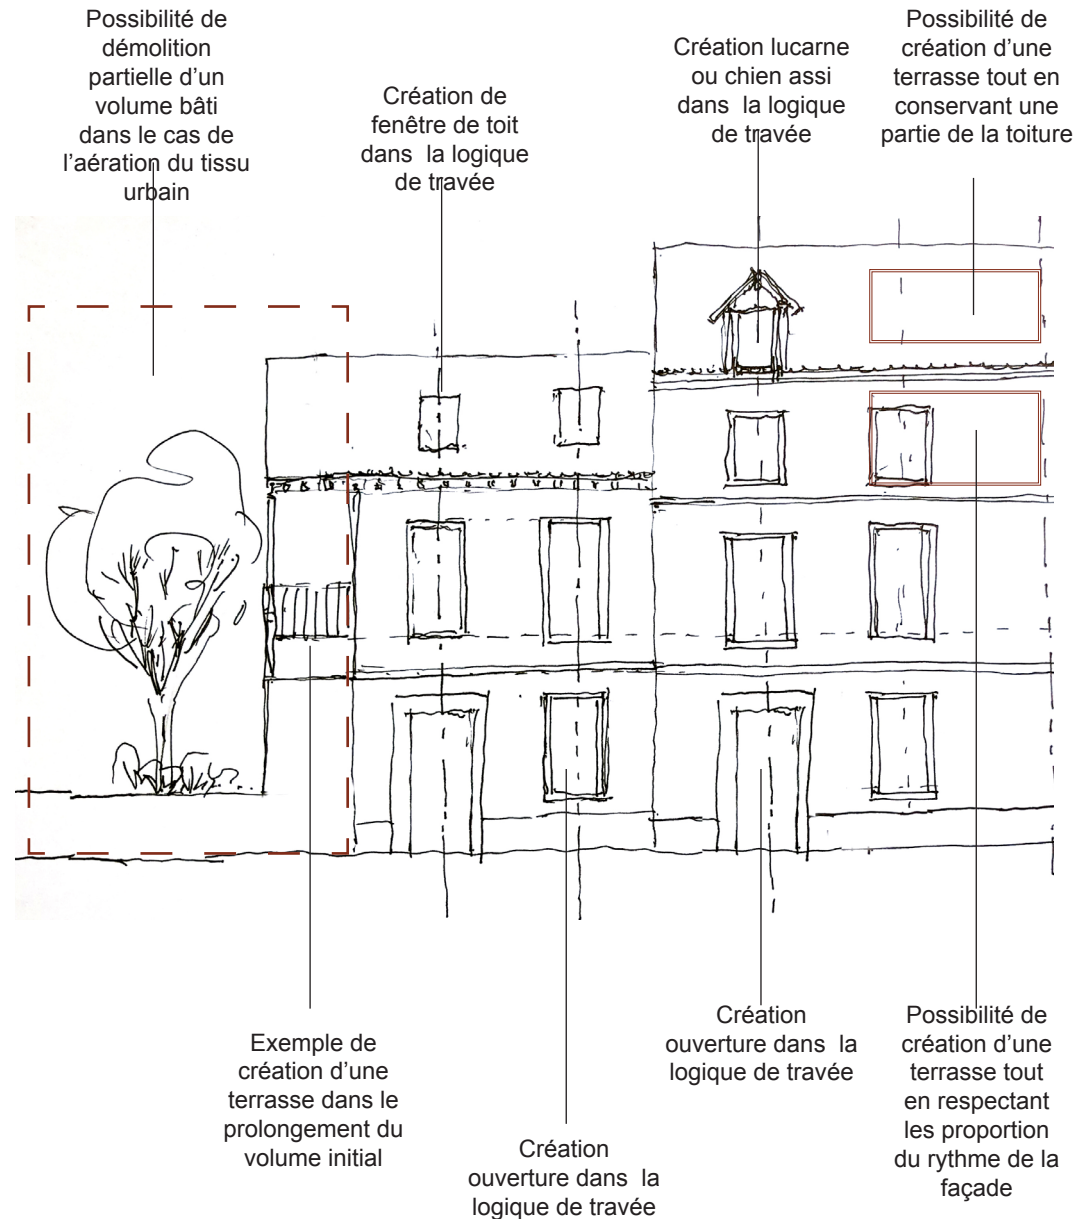 Possibilité de
démolition
partielle d’un
volume bâti
dans le cas de
l’aération du tissu
urbain
Création de
fenêtre de toit
dans  la logique
de travée
Création lucarne
ou chien assi
dans  la logique
de travée
Possibilité de
création d’une
terrasse tout en
conservant une
partie de la toiture
Exemple de
création d’une
terrasse dans le
prolongement du
volume initial
Création
ouverture dans  la
logique de travée
Création
ouverture dans  la
logique de travée
Possibilité de
création d’une
terrasse tout
en respectant
les proportion
du rythme de la
façade